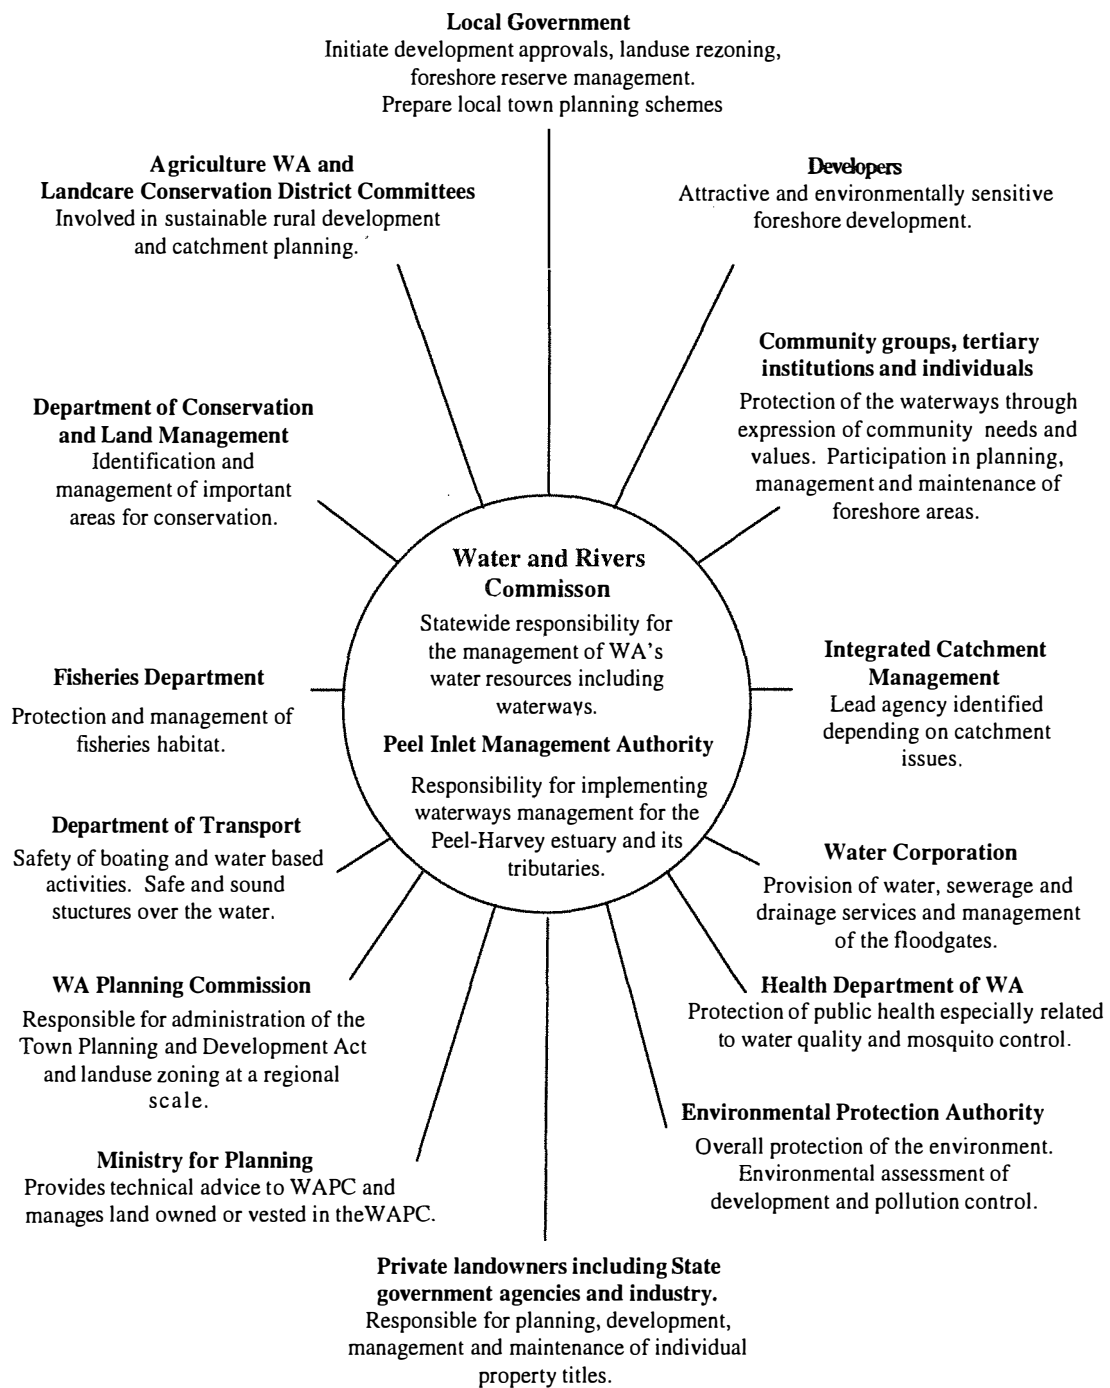 Local Government
Initiate development approvals, landuse rezoning,
foreshore reserve management.
Prepare local town planning schemes
Agriculture WA and
Landcare Conservation District Committees
Involved in sustainable rural development
and catchment planning.
Developers
Attractive and environmentally sensitive
foreshore development.
Community groups, tertiary
institutions and individuals
Protection of the waterways through
expression of community needs and
values. Participation in planning,
management and maintenance of
foreshore areas.
Department of Conservation
and Land Management
Identification and
management of important
areas for conservation.
Water and Rivers
Commisson
Statewide responsibility for
the management of WA's
water resources including
waterways.
Peel Inlet Management Authority
Responsibility for implementing
waterways management for the
Peel-Harvey estuary and its
tributaries.
Fisheries Department
Protection and management of
fisheries habitat.
Integrated Catchment
Management
Lead agency identified
depending on catchment
issues.
Department of Transport
Safety of boating and water based
activities. Safe and sound
stuctures over the water.
Water Corporation
Provision of water, sewerage and
drainage services and management
of the floodgates.
WA Planning Commission
Responsible for administration of the
Town Planning and Development Act
and landuse zoning at a regional
scale.
Health Department of WA
Protection of public health especially related
to water quality and mosquito control.
Environmental Protection Authority
Overall protection of the environment.
Environmental assessment of
development and pollution control.
Ministry for Planning
Provides technical advice to WAPC and
manages land owned or vested in theWAPC.
Private landowners including State
government agencies and industry.
Responsible for planning, development,
management and maintenance of individual
property titles.